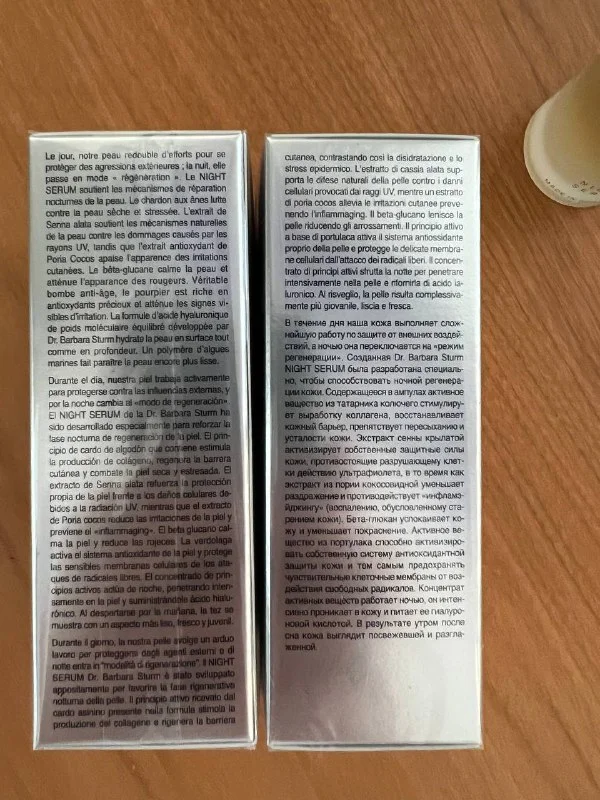 Le jour, notre peau redouble d'efforts pour se
protéger des agressions extérieures ; la nuit, elle
passe en mode « régénération ». Le NIGHT
SERUM soutient les mécanismes de réparation
nocturnes de la peau. Le chardon aux ânes lutte
contre la peau sèche et stressée. L'extrait de
Senna alata soutient les mécanismes naturels
de la peau contre les dommages causés par les
rayons UV, tandis que l'extrait antioxydant de
Poria Cocos apaise l'apparence des irritations
cutanées. Le bêta-glucane calme la peau et
atténue l'apparence des rougeurs. Véritable
bombe anti-âge, le pourpier est riche en
antioxydants précieux et atténue les signes vi-
sibles d'irritation. La formule d'acide hyaluronique
de poids moléculaire équilibré développée par
Dr. Barbara Sturm hydrate la peau en surface tout
comme en profondeur. Un polymère d'algues
marines fait paraître la peau encore plus lisse.
Durante el día, nuestra piel trabaja activamente
para protegerse contra las influencias externas, y
por la noche cambia al «modo de regeneración».
El NIGHT SERUM de la Dr. Barbara Sturm ha
sido desarrollado especialmente para reforzar la
fase nocturna de regeneración de la piel. El prin-
cipio de cardo de algodón que contiene estimula
la producción de colágeno, regenera la barrera
cutánea y combate la piel seca y estresada. El
extracto de Senna alata refuerza la protección
propia de la piel frente a los daños celulares de-
bidos a la radiación UV, mientras que el extracto
de Poria cocos reduce las irritaciones de la piel y
previene el «inflammaging». El beta glucano cal-
ma la piel y reduce las rojeces. La verdolaga
activa el sistema antioxidante de la piel y protege
las sensibles membranas celulares de los ata-
ques de radicales libres. El concentrado de prin-
cipios activos actúa de noche, penetrando inten-
samente en la piel y suministrándole ácido hialu-
rónico. Al despertarse por la mañana, la tez se
muestra con un aspecto más liso, fresco y juvenil.
Durante il giorno, la nostra pelle svolge un arduo
lavoro per proteggersi dagli agenti esterni e di
notte entra in "modalità di rigenerazione". Il NIGHT
SERUM Dr. Barbara Sturm è stato sviluppato
appositamente per favorire la fase rigenerativa
notturna della pelle. Il principio attivo ricavato dal
cardo asinino presente nella formula stimola la
produzione del collagene e rigenera la barriera
cutanea, contrastando così la disidratazione e lo
stress epidermico. L'estratto di cassia alata sup-
porta le difese naturali della pelle contro i danni
cellulari provocati dai raggi UV, mentre un estratto
di poria cocos allevia le irritazioni cutanee preve-
nendo l'inflammaging. Il beta-glucano lenisce la
pelle riducendo gli arrossamenti. Il principio attivo
a base di portulaca attiva il sistema antiossidante
proprio della pelle e protegge le delicate membra-
ne cellulari dall'attacco dei radicali liberi. Il concen-
trato di principi attivi sfrutta la notte per penetrare
intensivamente nella pelle e rifornirla di acido ia-
luronico. Al risveglio, la pelle risulta complessiva-
mente più giovanile, liscia e fresca.
В течение дня наша кожа выполняет слож-
нейшую работу по защите от внешних воздей-
ствий, а ночью она переключается на «режим
регенерации». Созданная Dr. Barbara Sturm
NIGHT SERUM была разработана специаль-
но, чтобы способствовать ночной регенера-
ции кожи. Содержащееся в ампулах активное
вещество из татарника колючего стимулиру-
ет выработку коллагена, восстанавливает
кожный барьер, препятствует пересыханию и
усталости кожи. Экстракт сенны крылатой
активизирует собственные защитные силы
кожи, противостоящие разрушающему клет-
ки действию ультрафиолета, в то время как
экстракт из пории кокосовидной уменьшает
раздражение и противодействует «инфламэ-
йджингу» (воспалению, обусловленному ста-
рением кожи). Бета-глюкан успокаивает ко-
жу и уменьшает покраснение. Активное ве-
щество из портулака способно активизиро-
вать собственную систему антиоксидантной
защиты кожи и тем самым предохранять
чувствительные клеточные мембраны от воз-
действия свободных радикалов. Концентрат
активных веществ работает ночью, он интен-
сивно проникает в кожу и питает ее гиалуро-
новой кислотой. В результате утром после
сна кожа выглядит посвежевшей и разгла-
женной.